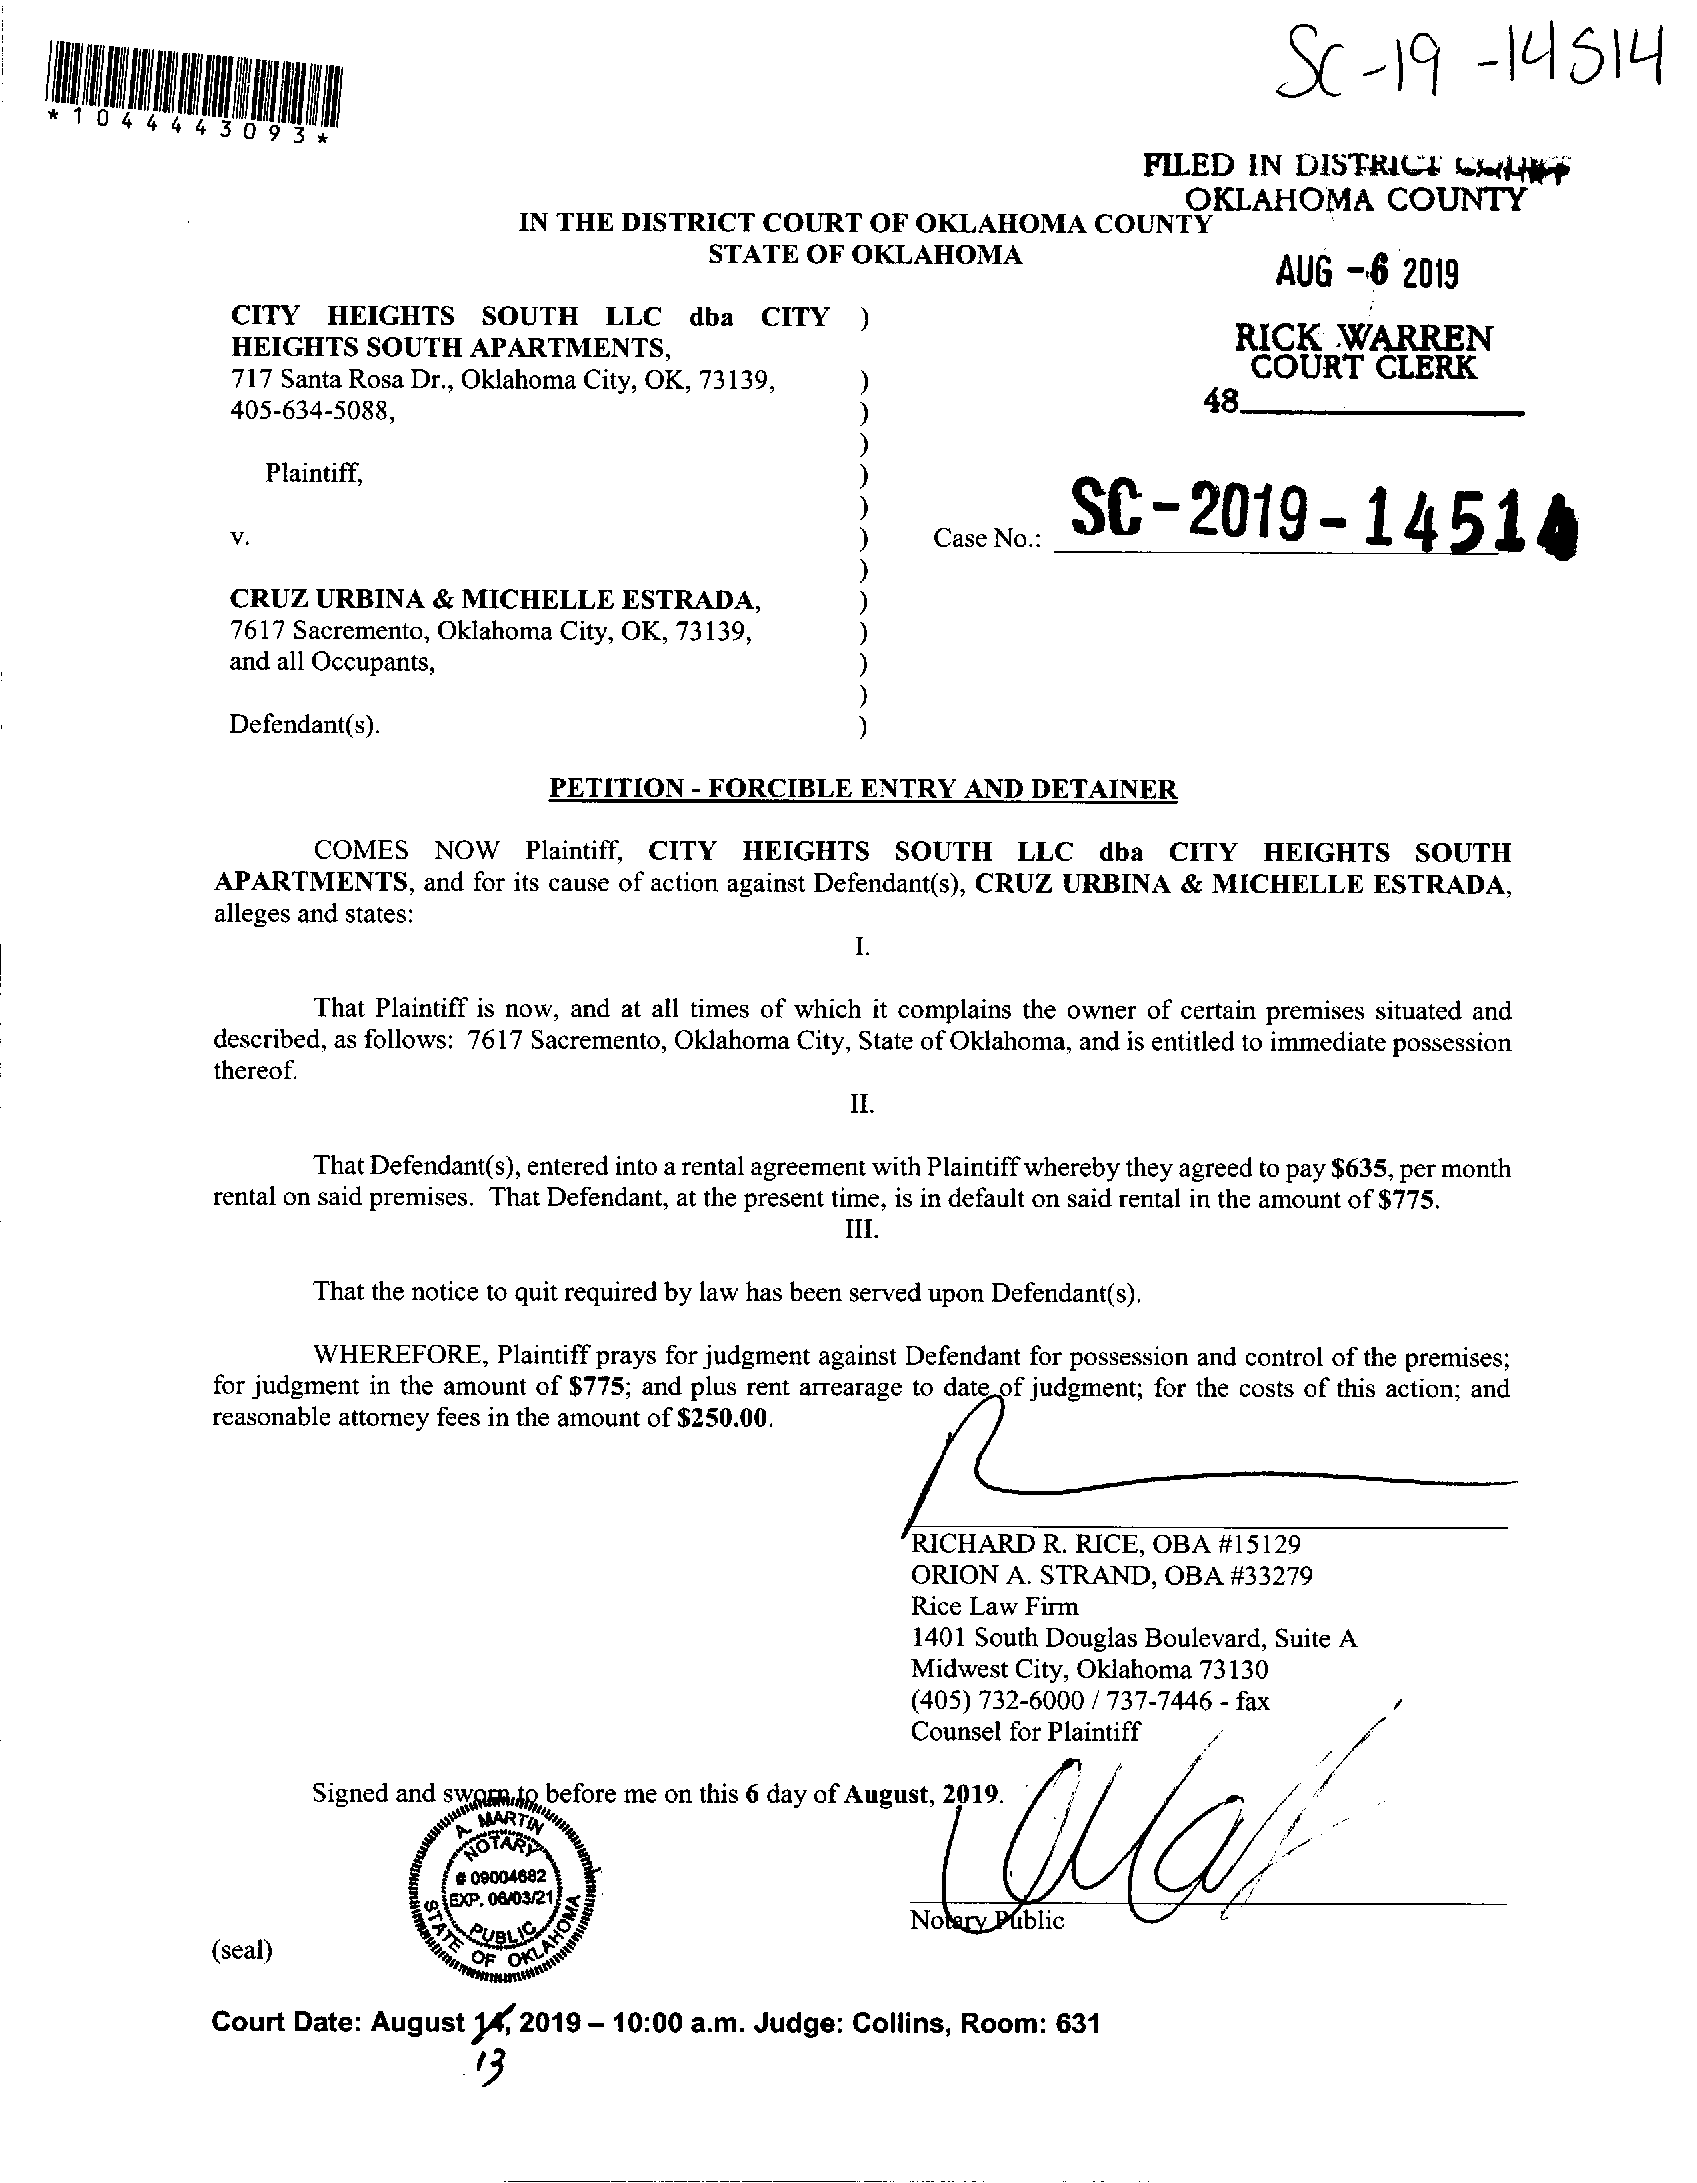 SC-19-14514
*1044443093*
FILED IN DISTRICT COURT
OKLAHOMA COUNTY
IN THE DISTRICT COURT OF OKLAHOMA COUNTY
STATE OF OKLAHOMA
AUG -6 2019
RICK WARREN
COURT CLERK
48
CITY HEIGHTS SOUTH LLC dba CITY )
HEIGHTS SOUTH APARTMENTS,
717 Santa Rosa Dr., Oklahoma City, OK, 73139, )
405-634-5088, )
)
Plaintiff, )
)
v. ) Case No.: SC-2019-14514
)
CRUZ URBINA & MICHELLE ESTRADA, )
7617 Sacremento, Oklahoma City, OK, 73139, )
and all Occupants, )
)
Defendant(s). )
PETITION - FORCIBLE ENTRY AND DETAINER
COMES NOW Plaintiff, CITY HEIGHTS SOUTH LLC dba CITY HEIGHTS SOUTH
APARTMENTS, and for its cause of action against Defendant(s), CRUZ URBINA & MICHELLE ESTRADA,
alleges and states:
I.
That Plaintiff is now, and at all times of which it complains the owner of certain premises situated and
described, as follows: 7617 Sacremento, Oklahoma City, State of Oklahoma, and is entitled to immediate possession
thereof.
II.
That Defendant(s), entered into a rental agreement with Plaintiff whereby they agreed to pay $635, per month
rental on said premises. That Defendant, at the present time, is in default on said rental in the amount of $775.
III.
That the notice to quit required by law has been served upon Defendant(s).
WHEREFORE, Plaintiff prays for judgment against Defendant for possession and control of the premises;
for judgment in the amount of $775; and plus rent arrearage to date of judgment; for the costs of this action; and
reasonable attorney fees in the amount of $250.00.
RICHARD R. RICE, OBA #15129
ORION A. STRAND, OBA #33279
Rice Law Firm
1401 South Douglas Boulevard, Suite A
Midwest City, Oklahoma 73130
(405) 732-6000 / 737-7446 - fax
Counsel for Plaintiff
Signed and sworn to before me on this 6 day of August, 2019.
A. MARTIN
NOTARY
# 09004682
EXP. 06/03/21
PUBLIC
STATE OF OKLAHOMA
Notary Public
(seal)
Court Date: August 14, 2019 – 10:00 a.m. Judge: Collins, Room: 631
13